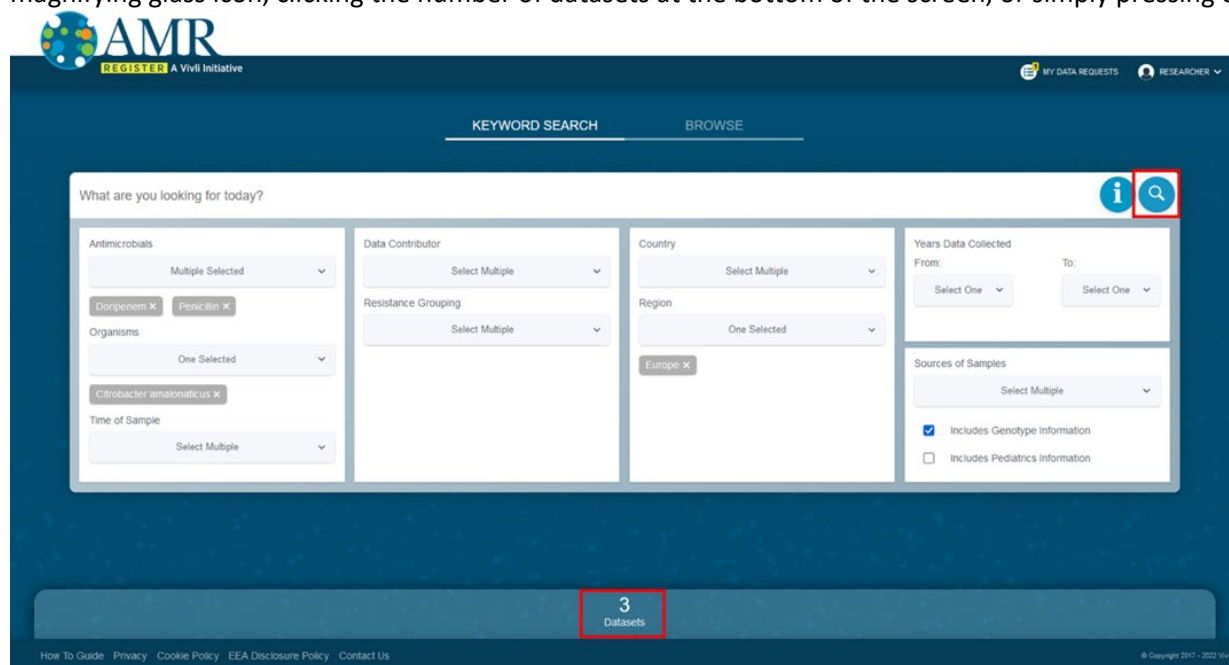 magnifying glass icon, clicking the number of datasets at the bottom of the screen, or simply pressing
AMR
REGISTER A Vivli Initiative
MY DATA REQUESTS
RESEARCHER
KEYWORD SEARCH
BROWSE
What are you looking for today?
Antimicrobials
Multiple Selected
Doripenem ×
Penicillin ×
Organisms
One Selected
Citrobacter amalonaticus ×
Time of Sample
Select Multiple
Data Contributor
Select Multiple
Resistance Grouping
Select Multiple
Country
Select Multiple
Region
One Selected
Europe ×
Years Data Collected
From:
To:
Select One
Select One
Sources of Samples
Select Multiple
Includes Genotype Information
Includes Pediatrics Information
3
Datasets
How To Guide Privacy Cookie Policy EEA Disclosure Policy Contact Us
© Copyright 2017 - 2022